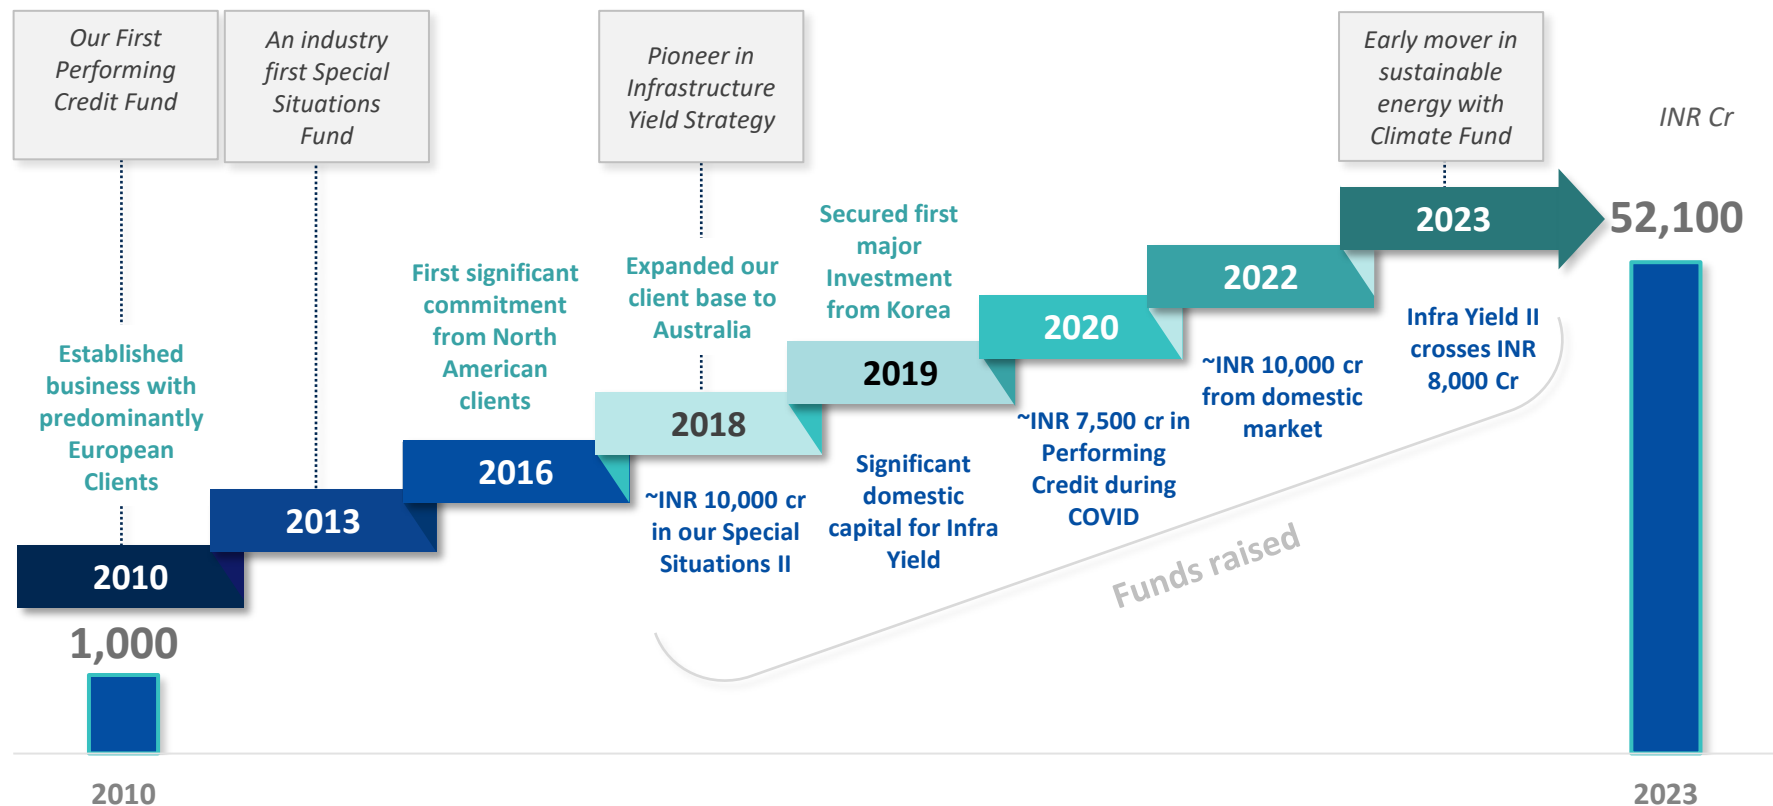 Our First
Performing
Credit Fund
An industry
first Special
Situations
Fund
Pioneer in
Infrastructure
Yield Strategy
Early mover in
sustainable
energy with
Climate Fund
INR Cr
52,100
2023
2022
2020
2019
2018
2016
2013
2010
Established
business with
predominantly
European
Clients
First significant
commitment
from North
American
clients
Expanded our
client base to
Australia
Secured first
major
Investment
from Korea
~INR 10,000 cr
in our Special
Situations II
Significant
domestic
capital for Infra
Yield
~INR 7,500 cr in
Performing
Credit during
COVID
~INR 10,000 cr
from domestic
market
Infra Yield II
crosses INR
8,000 Cr
Funds raised
1,000
2010
2023